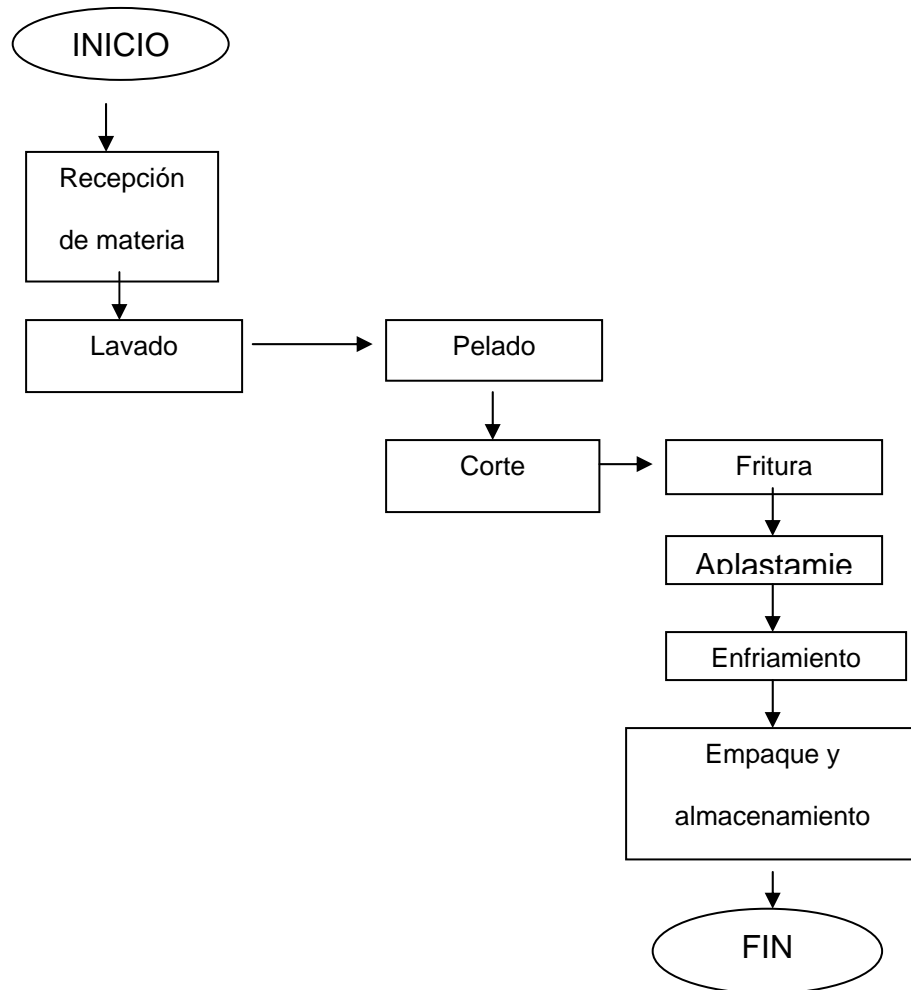 INICIO
Recepción
de materia
Lavado
Pelado
Corte
Fritura
Aplastamie
Enfriamiento
Empaque y
almacenamiento
FIN